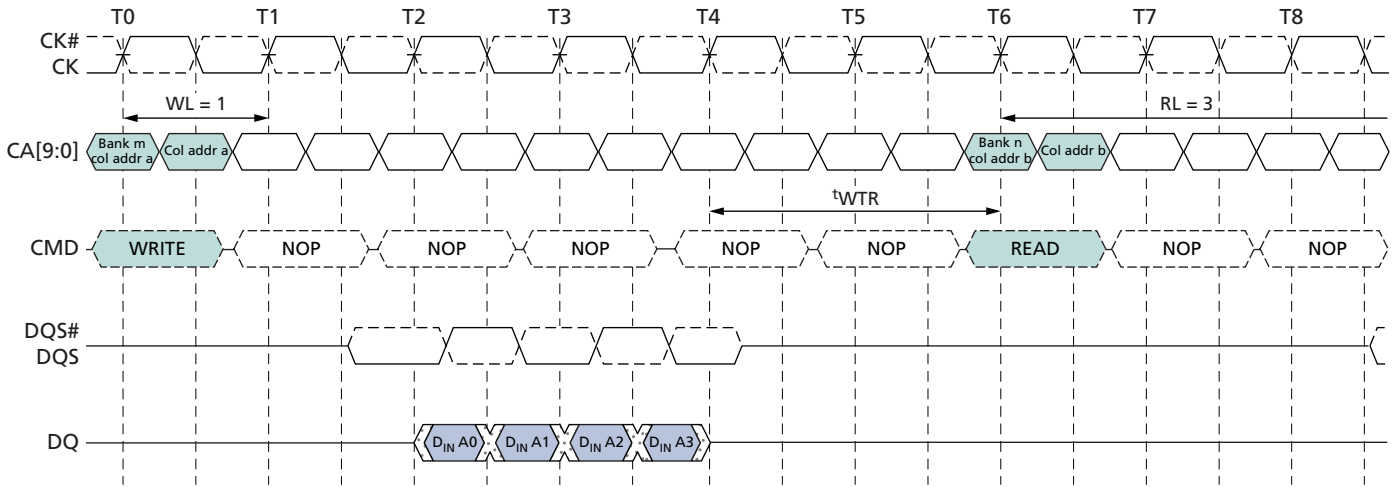 T0 T1 T2 T3 T4 T5 T6 T7 T8
CK#
CK
WL = 1 RL = 3
CA[9:0] Bank m col addr a Col addr a Bank n col addr b Col addr b
tWTR
CMD WRITE NOP NOP NOP NOP NOP READ NOP NOP
DQS#
DQS
DQ DIN A0 DIN A1 DIN A2 DIN A3